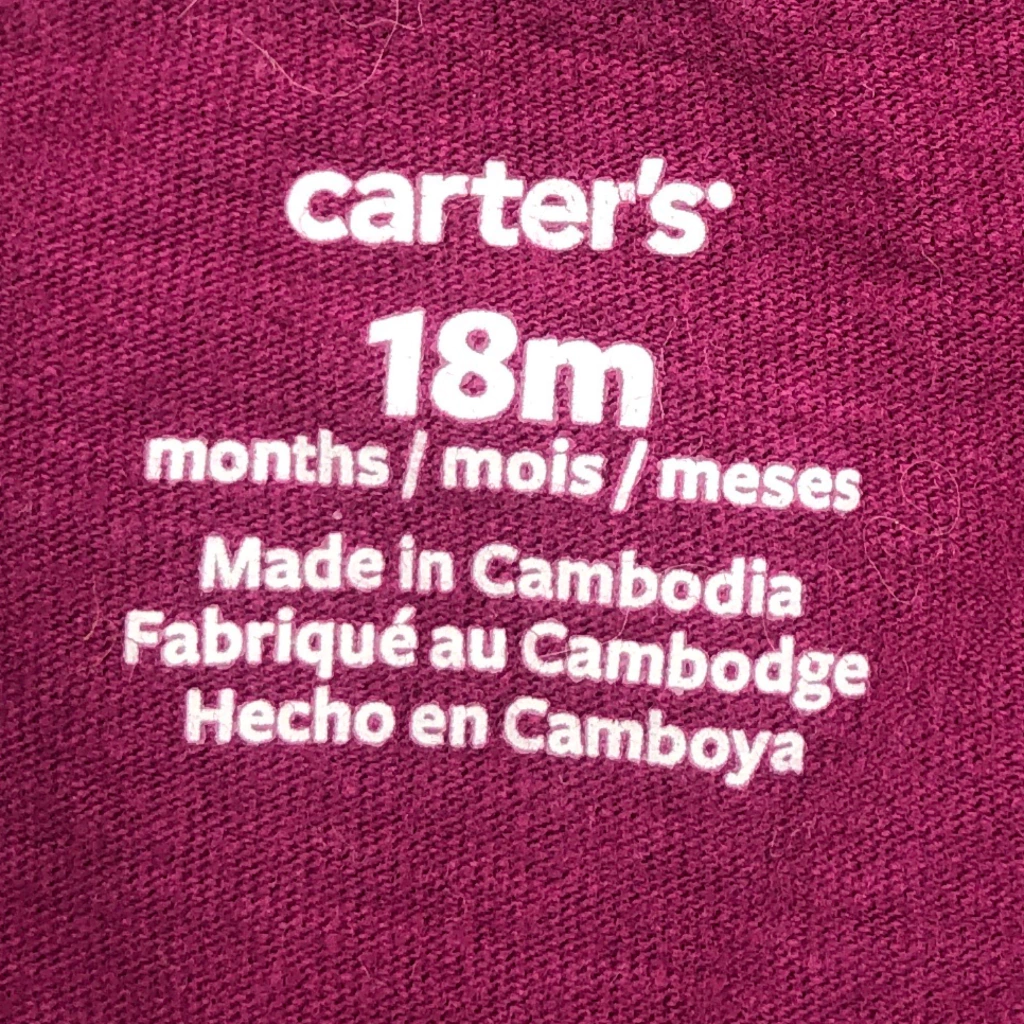 carter's
18m
months / mois / meses
Made in Cambodia
Fabriqué au Cambodge
Hecho en Camboya